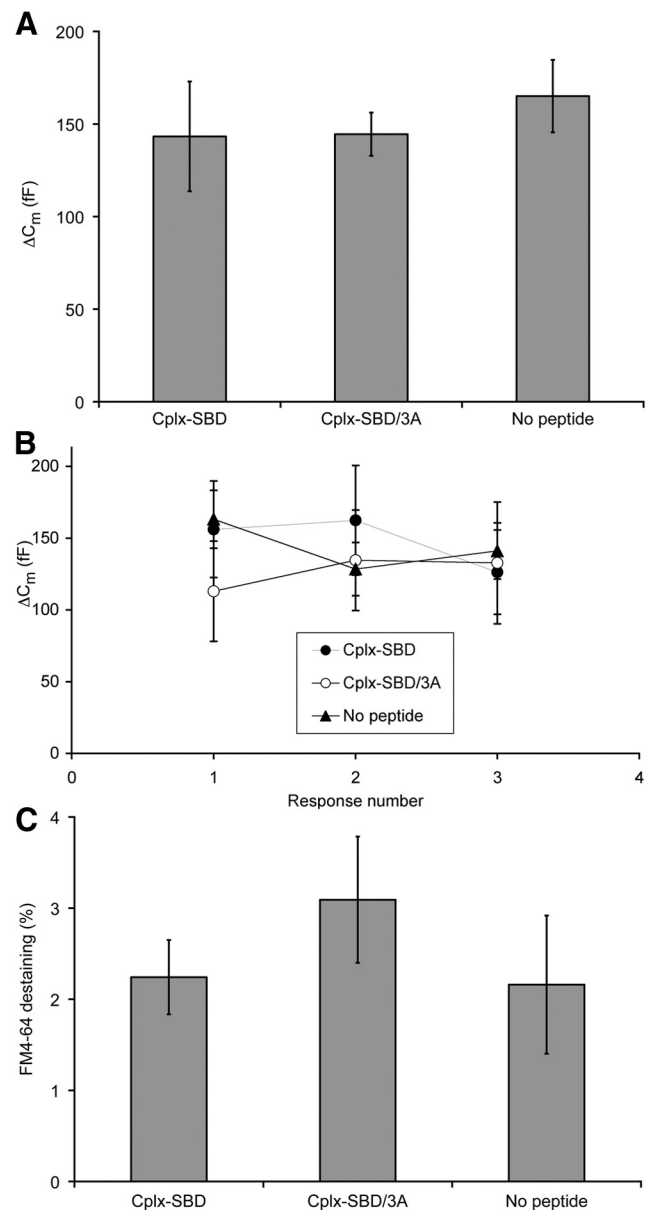 A
200
150
100
50
0
ΔCm (fF)
Cplx-SBD
Cplx-SBD/3A
No peptide
B
200
150
100
50
0
ΔCm (fF)
Cplx-SBD
Cplx-SBD/3A
No peptide
0
1
2
3
4
Response number
C
4
3
2
1
0
FM4-64 destaining (%)
Cplx-SBD
Cplx-SBD/3A
No peptide